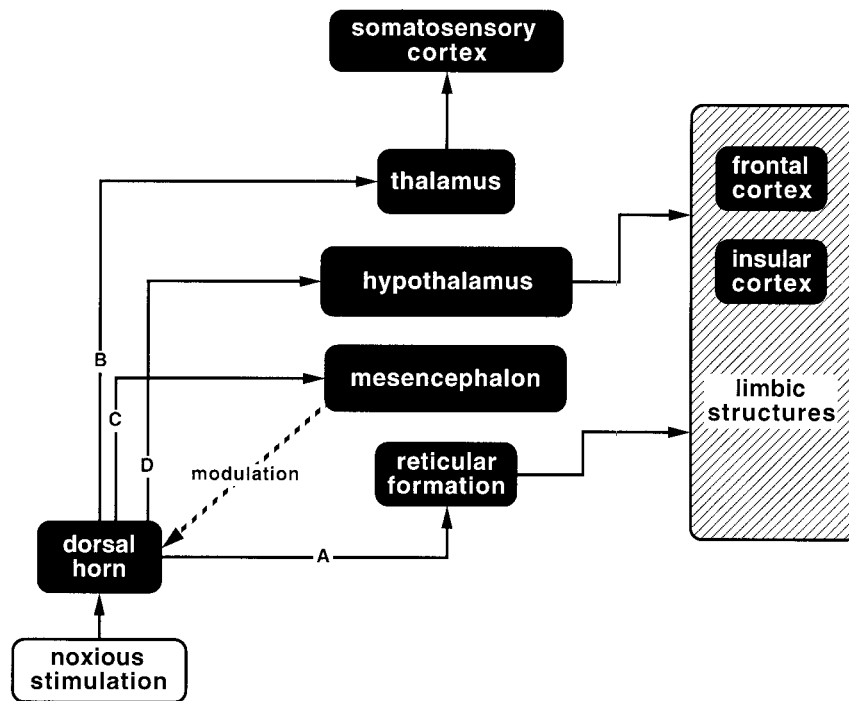 somatosensory
cortex
thalamus
frontal
cortex
insular
cortex
hypothalamus
B
mesencephalon
C
limbic
structures
D
modulation
reticular
formation
dorsal
horn
A
noxious
stimulation